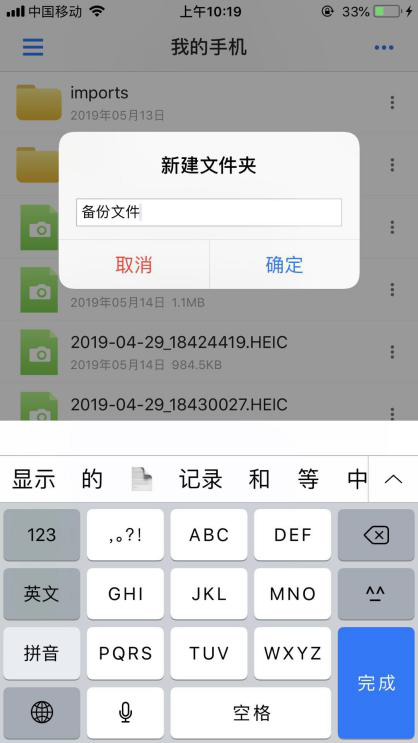 中国移动 上午10:19 33%
我的手机
imports
2019年05月13日
新建文件夹
备份文件
取消 确定
2019年05月14日 1.1MB
2019-04-29_18424419.HEIC
2019年05月14日 984.5KB
2019-04-29_18430027.HEIC
显示 的 记录 和 等 中
123 ,。?! ABC DEF
英文 GHI JKL MNO ^^
拼音 PQRS TUV WXYZ
完成
空格